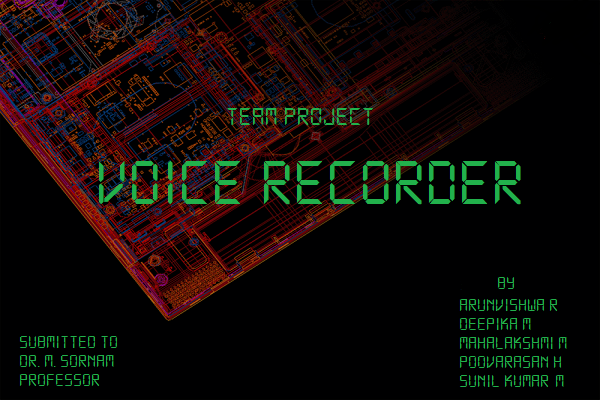 TEAM PROJECT
VOICE RECORDER
SUBMITTED TO
DR. M. SORNAM
PROFESSOR
BY
ARUNVISHWA R
DEEPIKA M
MAHALAKSHMI M
POOVARASAN H
SUNIL KUMAR M